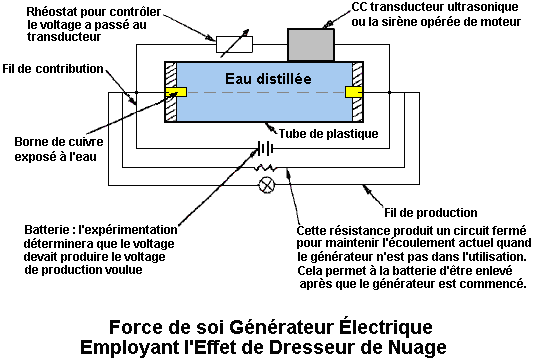 Rhéostat pour contrôler
le voltage a passé au
transducteur
CC transducteur ultrasonique
ou la sirène opérée de moteur
Fil de contribution
Eau distillée
Borne de cuivre
exposé à l'eau
Tube de plastique
Fil de production
Batterie : l'expérimentation
déterminera que le voltage
devait produire le voltage
de production voulue
Cette résistance produit un circuit fermé
pour maintenir l'écoulement actuel quand
le générateur n'est pas dans l'utilisation.
Cela permet à la batterie d'être enlevé
après que le générateur est commencé.
Force de soi Générateur Électrique
Employant l'Effet de Dresseur de Nuage